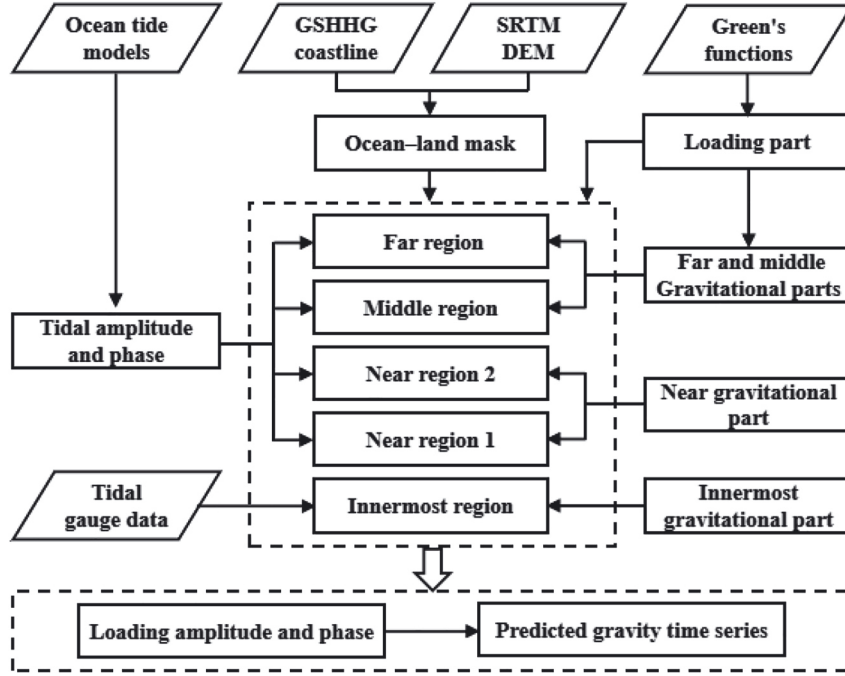 Ocean tide
models
GSHHG
coastline
SRTM
DEM
Green's
functions
Ocean–land mask
Loading part
Far region
Far and middle
Gravitational parts
Middle region
Tidal amplitude
and phase
Near region 2
Near gravitational
part
Near region 1
Tidal
gauge data
Innermost region
Innermost
gravitational part
Loading amplitude and phase
Predicted gravity time series